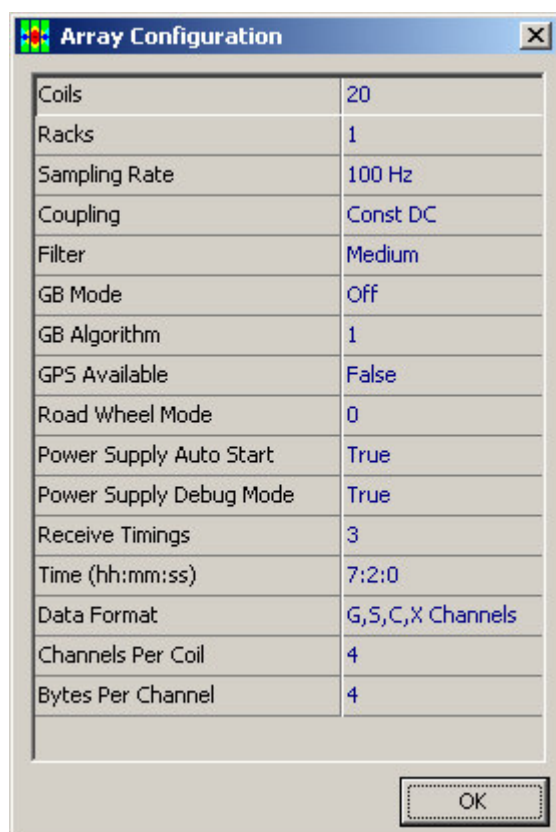 Array Configuration
Coils 20
Racks 1
Sampling Rate 100 Hz
Coupling Const DC
Filter Medium
GB Mode Off
GB Algorithm 1
GPS Available False
Road Wheel Mode 0
Power Supply Auto Start True
Power Supply Debug Mode True
Receive Timings 3
Time (hh:mm:ss) 7:2:0
Data Format G,S,C,X Channels
Channels Per Coil 4
Bytes Per Channel 4
OK